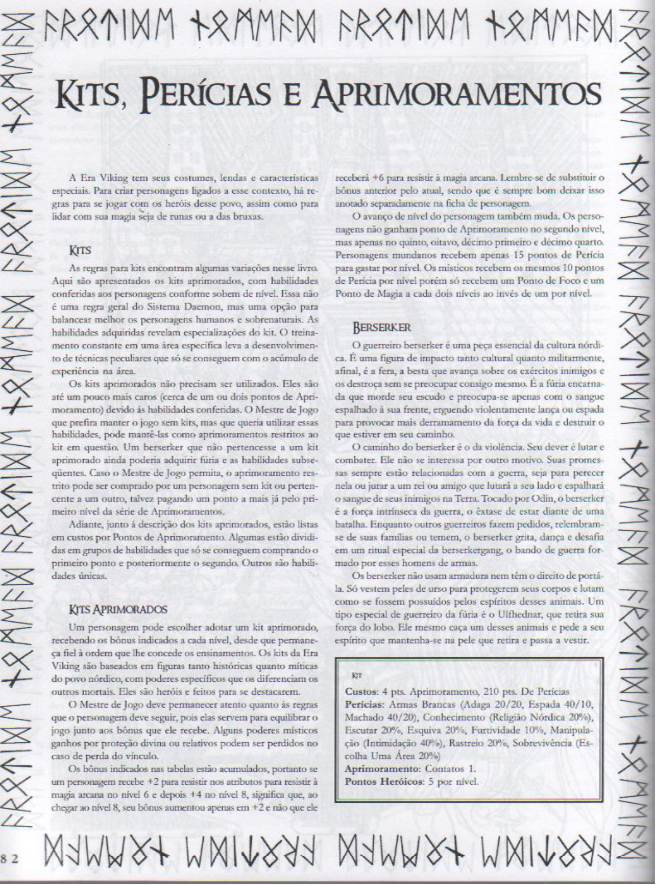 KITS, PERÍCIAS E APRIMORAMENTOS
A Era Viking tem seus costumes, lendas e características
especiais. Para criar personagens ligados a esse contexto, há re-
gras para se jogar com os heróis desse povo, assim como para
lidar com sua magia seja de runas ou a das bruxas.
KITS
As regras para kits encontram algumas variações nesse livro.
Aqui são apresentados os kits aprimorados, com habilidades
conferidas aos personagens conforme sobem de nível. Essa não
é uma regra geral do Sistema Daemon, mas uma opção para
balancear melhor os personagens humanos e sobrenaturais. As
habilidades adquiridas revelam especializações do kit. O treina-
mento constante em uma área específica leva a desenvolvimen-
to de técnicas peculiares que só se conseguem com o acúmulo de
experiência na área.
Os kits aprimorados não precisam ser utilizados. Eles são
até um pouco mais caros (cerca de um ou dois pontos de Apri-
moramento) devido às habilidades conferidas. O Mestre de Jogo
que prefira manter o jogo sem kits, mas que queria utilizar essas
habilidades, pode mantê-las como aprimoramentos restritos ao
kit em questão. Um berserker que não pertencesse a um kit
aprimorado ainda poderia adquirir fúria e as habilidades subse-
qüentes. Caso o Mestre de Jogo permita, o aprimoramento res-
trito pode ser comprado por um personagem sem kit ou perten-
cente a um outro, talvez pagando um ponto a mais já pelo pri-
meiro nível da série de Aprimoramentos.
Adiante, junto à descrição dos kits aprimorados, estão listas
em custos por Pontos de Aprimoramento. Algumas estão dividi-
das em grupos de habilidades que só se conseguem comprando o
primeiro ponto e posteriormente o segundo. Outros são habili-
dades únicas.
KITS APRIMORADOS
Um personagem pode escolher adotar um kit aprimorado,
recebendo os bônus indicados a cada nível, desde que permane-
ça fiel à ordem que lhe concede os ensinamentos. Os kits da Era
Viking são baseados em figuras tanto históricas quanto míticas
do povo nórdico, com poderes específicos que os diferenciam os
outros mortais. Eles são heróis e feitos para se destacarem.
O Mestre de Jogo deve permanecer atento quanto às regras
que o personagem deve seguir, pois elas servem para equilibrar o
jogo junto aos bônus que ele recebe. Alguns poderes místicos
ganhos por proteção divina ou relativos podem ser perdidos no
caso de perda do vínculo.
Os bônus indicados nas tabelas estão acumulados, portanto se
um personagem recebe +2 para resistir nos atributos para resistir à
magia arcana no nível 6 e depois +4 no nível 8, significa que, ao
chegar ao nível 8, seu bônus aumentou apenas em +2 e não que ele
receberá +6 para resistir à magia arcana. Lembre-se de substituir o
bônus anterior pelo atual, sendo que é sempre bom deixar isso
anotado separadamente na ficha de personagem.
O avanço de nível do personagem também muda. Os perso-
nagens não ganham ponto de Aprimoramento no segundo nível,
mas apenas no quinto, oitavo, décimo primeiro e décimo quarto.
Personagens mundanos recebem apenas 15 pontos de Perícia
para gastar por nível. Os místicos recebem os mesmos 10 pontos
de Perícia por nível porém só recebem um Ponto de Foco e um
Ponto de Magia a cada dois níveis ao invés de um por nível.
BERSERKER
O guerreiro berserker é uma peça essencial da cultura nórdi-
ca. É uma figura de impacto tanto cultural quanto militarmente,
afinal, é a fera, a besta que avança sobre os exércitos inimigos e
os destroça sem se preocupar consigo mesmo. É a fúria encarna-
da que morde seu escudo e preocupa-se apenas com o sangue
espalhado à sua frente, erguendo violentamente lança ou espada
para provocar mais derramamento da força da vida e destruir o
que estiver em seu caminho.
O caminho do berserker é o da violência. Seu dever é lutar e
combater. Ele não se interessa por outro motivo. Suas promes-
sas sempre estão relacionadas com a guerra, seja para perecer
nela ou jurar a um rei ou amigo que lutará a seu lado e espalhará
o sangue de seus inimigos na Terra. Tocado por Odin, o berserker
é a força intrínseca da guerra, o êxtase de estar diante de uma
batalha. Enquanto outros guerreiros fazem pedidos, relembram-
se de suas famílias ou temem, o berserker grita, dança e desafia
em um ritual especial da berserkergang, o bando de guerra for-
mado por esses homens de armas.
Os berserker não usam armadura nem têm o direito de portá-
la. Só vestem peles de urso para protegerem seus corpos e lutam
como se fossem possuídos pelos espíritos desses animais. Um
tipo especial de guerreiro da fúria é o Ulfhednar, que retira sua
força do lobo. Ele mesmo caça um desses animais e pede a seu
espírito que mantenha-se na pele que retira e passa a vestir.
KIT
Custos: 4 pts. Aprimoramento, 210 pts. De Perícias
Perícias: Armas Brancas (Adaga 20/20, Espada 40/10,
Machado 40/20), Conhecimento (Religião Nórdica 20%),
Escutar 20%, Esquiva 20%, Furtividade 10%, Manipula-
ção (Intimidação 40%), Rastreio 20%, Sobrevivência (Es-
colha Uma Área 20%)
Aprimoramento: Contatos 1.
Pontos Heróicos: 5 por nível.
82